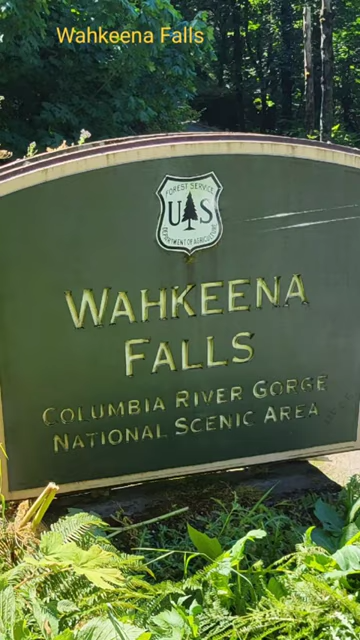 Wahkeena Falls
FOREST SERVICE
U S
DEPARTMENT OF AGRICULTURE
WAHKEENA
FALLS
COLUMBIA RIVER GORGE
NATIONAL SCENIC AREA